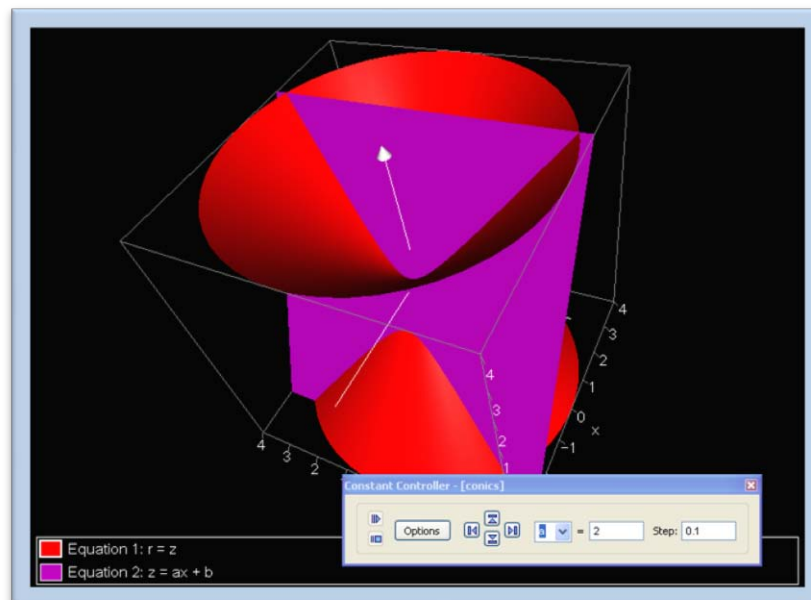 4
3
2
1
0
-1
x
4
3
2
1
4
3
2
Constant Controller - [conics]
Options
a = 2 Step: 0.1
Equation 1: r = z
Equation 2: z = ax + b